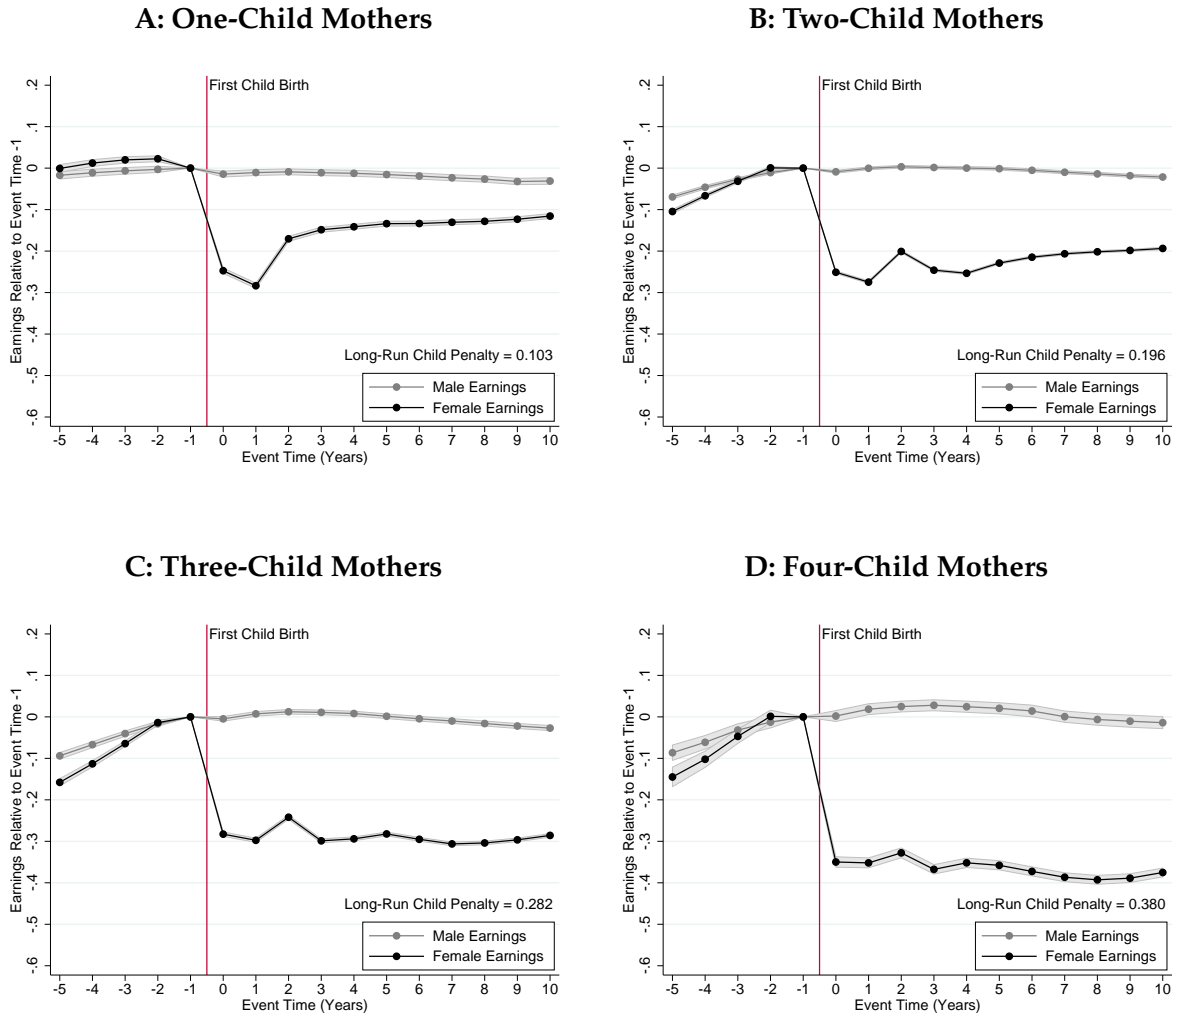 A: One-Child Mothers
First Child Birth
Earnings Relative to Event Time -1
.2
.1
0
-.1
-.2
-.3
-.4
-.5
-.6
Long-Run Child Penalty = 0.103
Male Earnings
Female Earnings
-5 -4 -3 -2 -1 0 1 2 3 4 5 6 7 8 9 10
Event Time (Years)
B: Two-Child Mothers
First Child Birth
Earnings Relative to Event Time -1
.2
.1
0
-.1
-.2
-.3
-.4
-.5
-.6
Long-Run Child Penalty = 0.196
Male Earnings
Female Earnings
-5 -4 -3 -2 -1 0 1 2 3 4 5 6 7 8 9 10
Event Time (Years)
C: Three-Child Mothers
First Child Birth
Earnings Relative to Event Time -1
.2
.1
0
-.1
-.2
-.3
-.4
-.5
-.6
Long-Run Child Penalty = 0.282
Male Earnings
Female Earnings
-5 -4 -3 -2 -1 0 1 2 3 4 5 6 7 8 9 10
Event Time (Years)
D: Four-Child Mothers
First Child Birth
Earnings Relative to Event Time -1
.2
.1
0
-.1
-.2
-.3
-.4
-.5
-.6
Long-Run Child Penalty = 0.380
Male Earnings
Female Earnings
-5 -4 -3 -2 -1 0 1 2 3 4 5 6 7 8 9 10
Event Time (Years)